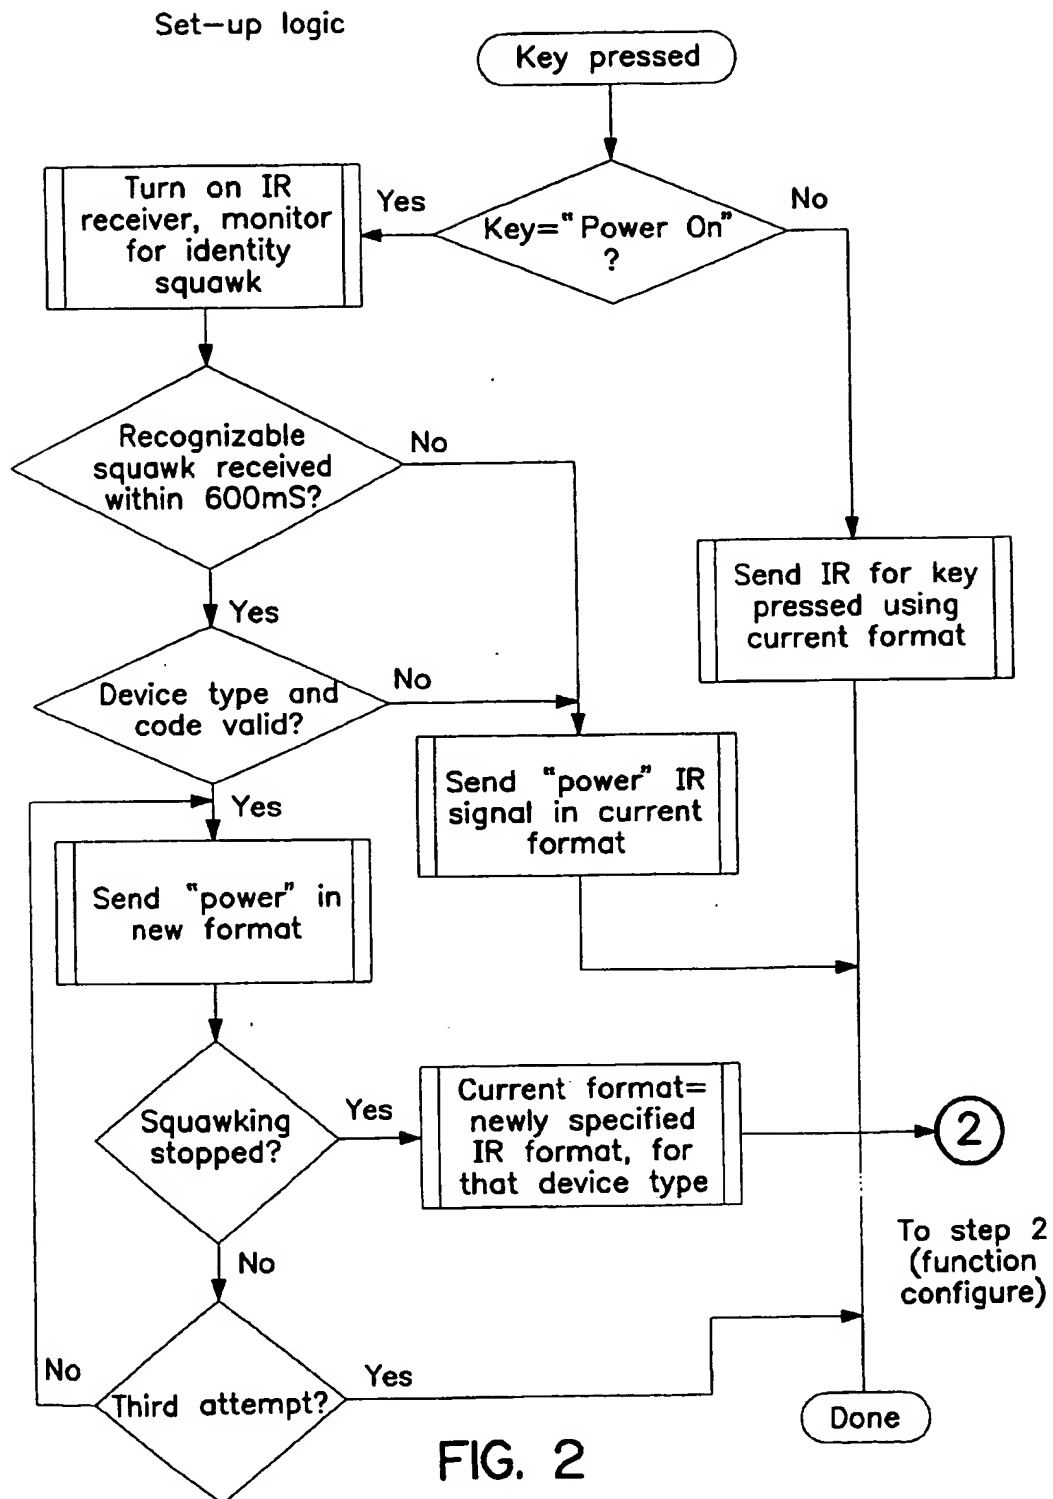 Set-up logic
Key pressed
Key="Power On"
?
Yes
No
Turn on IR
receiver, monitor
for identity
squawk
Recognizable
squawk received
within 600mS?
No
Yes
Send IR for key
pressed using
current format
Device type and
code valid?
No
Yes
Send "power" IR
signal in current
format
Send "power" in
new format
Squawking
stopped?
Yes
No
Current format=
newly specified
IR format, for
that device type
2
To step 2
(function
configure)
Third attempt?
No
Yes
Done
FIG. 2